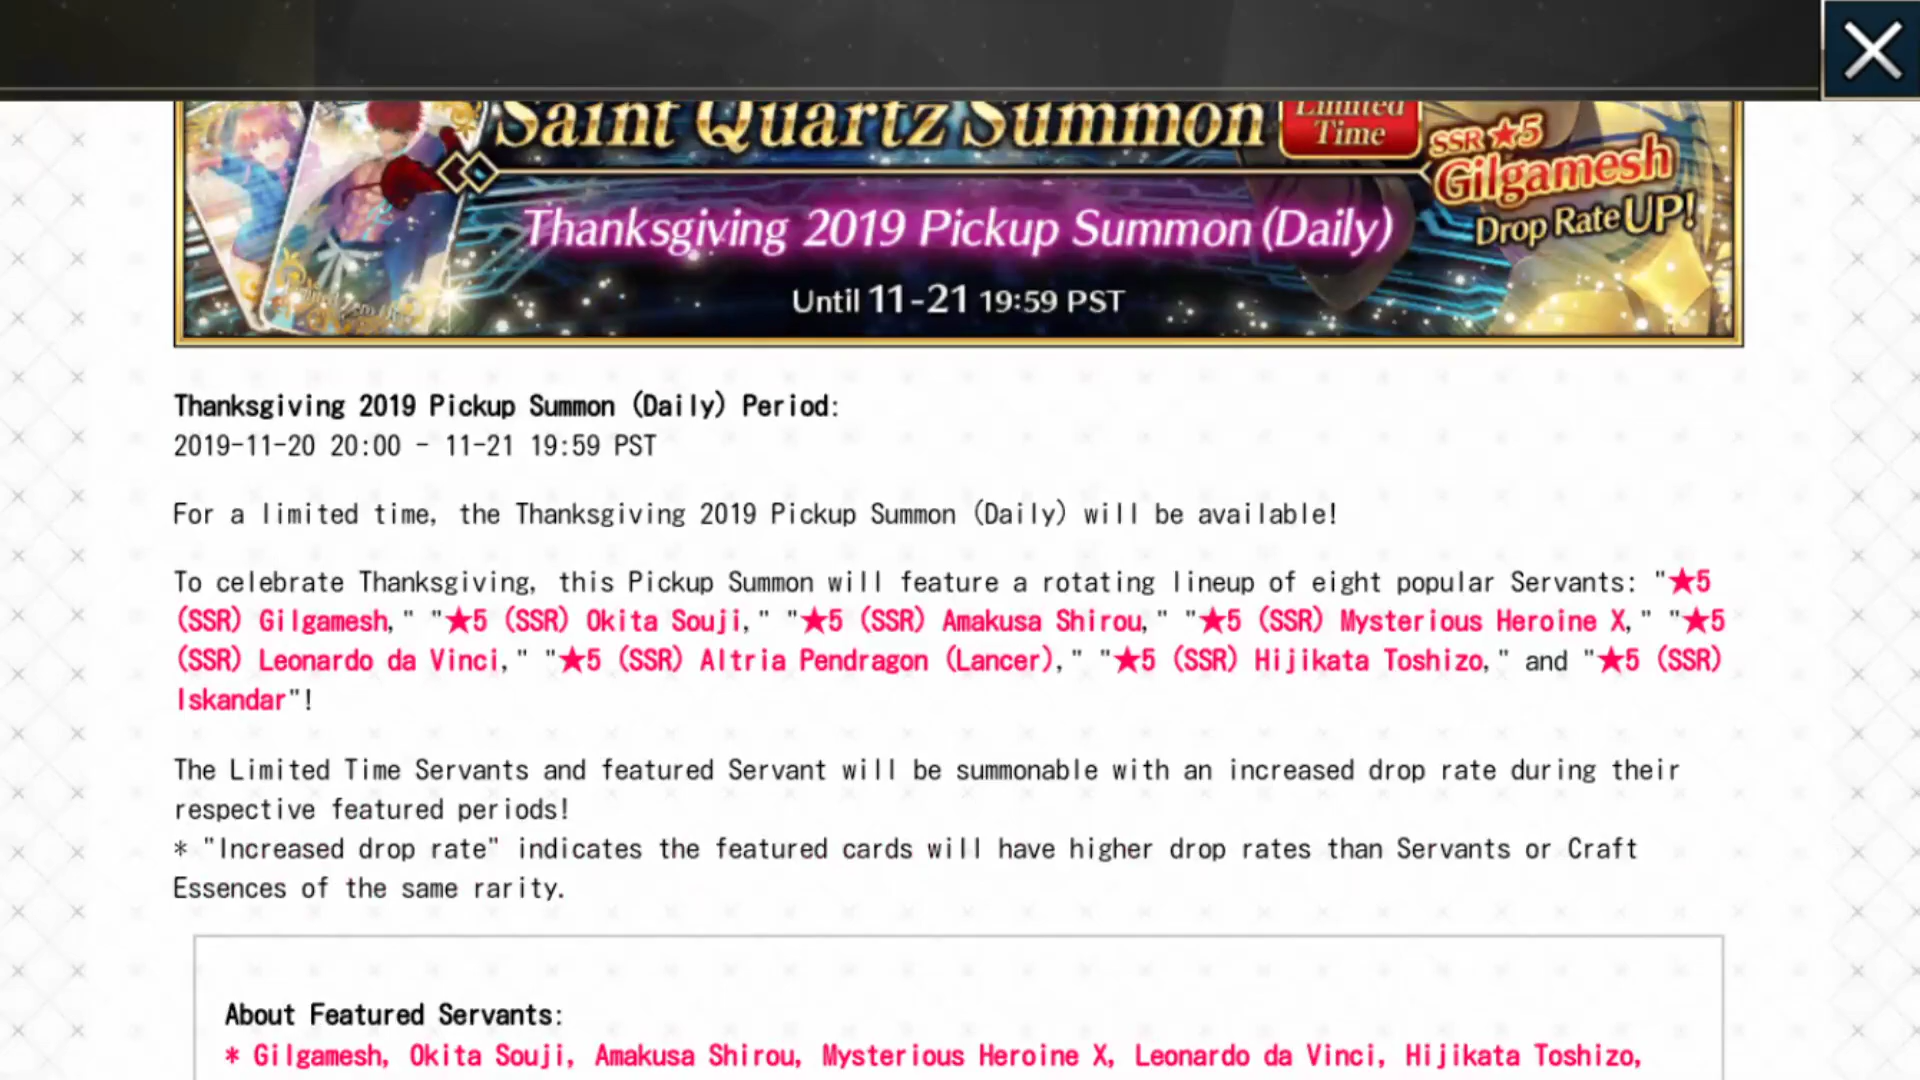 Saint Quartz Summon
Limited
Time
SSR ★5
Gilgamesh
Drop Rate UP!
Thanksgiving 2019 Pickup Summon (Daily)
Until 11-21 19:59 PST
Thanksgiving 2019 Pickup Summon (Daily) Period:
2019-11-20 20:00 - 11-21 19:59 PST
For a limited time, the Thanksgiving 2019 Pickup Summon (Daily) will be available!
To celebrate Thanksgiving, this Pickup Summon will feature a rotating lineup of eight popular Servants: "★5
(SSR) Gilgamesh," "★5 (SSR) Okita Souji," "★5 (SSR) Amakusa Shirou," "★5 (SSR) Mysterious Heroine X," "★5
(SSR) Leonardo da Vinci," "★5 (SSR) Altria Pendragon (Lancer)," "★5 (SSR) Hijikata Toshizo," and "★5 (SSR)
Iskandar"!
The Limited Time Servants and featured Servant will be summonable with an increased drop rate during their
respective featured periods!
* "Increased drop rate" indicates the featured cards will have higher drop rates than Servants or Craft
Essences of the same rarity.
About Featured Servants:
* Gilgamesh, Okita Souji, Amakusa Shirou, Mysterious Heroine X, Leonardo da Vinci, Hijikata Toshizo,